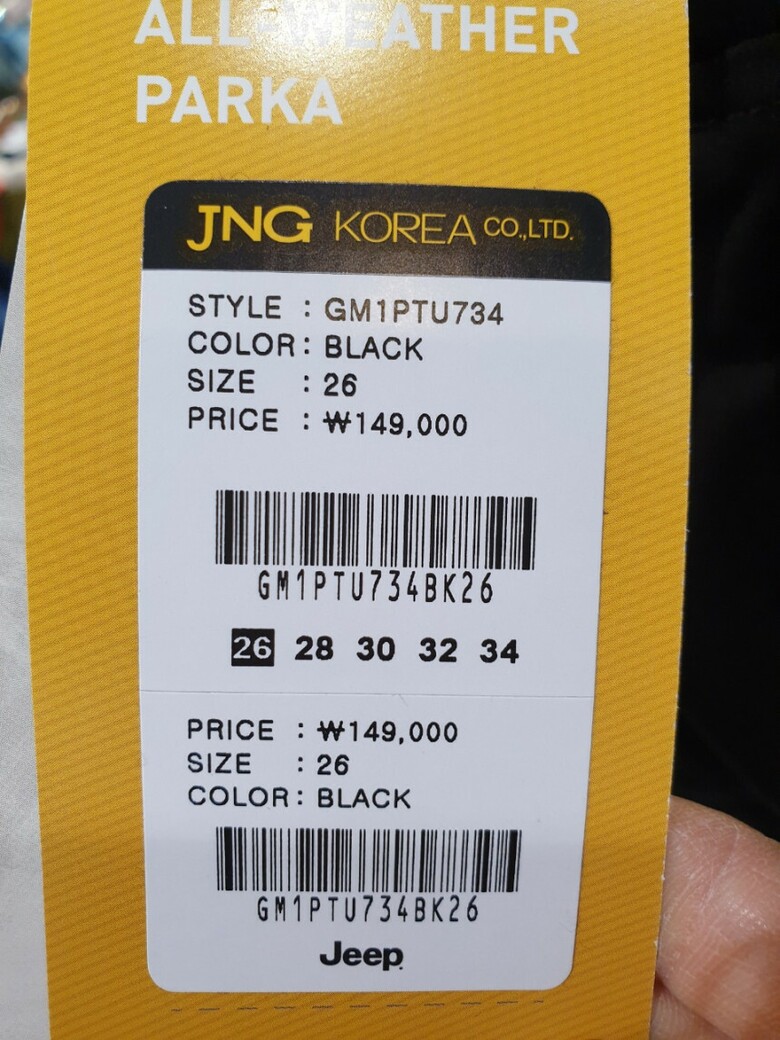 ALL-WEATHER
PARKA
JNG KOREA CO.,LTD.
STYLE : GM1PTU734
COLOR : BLACK
SIZE : 26
PRICE : ₩149,000
GM1PTU734BK26
26 28 30 32 34
PRICE : ₩149,000
SIZE : 26
COLOR : BLACK
GM1PTU734BK26
Jeep